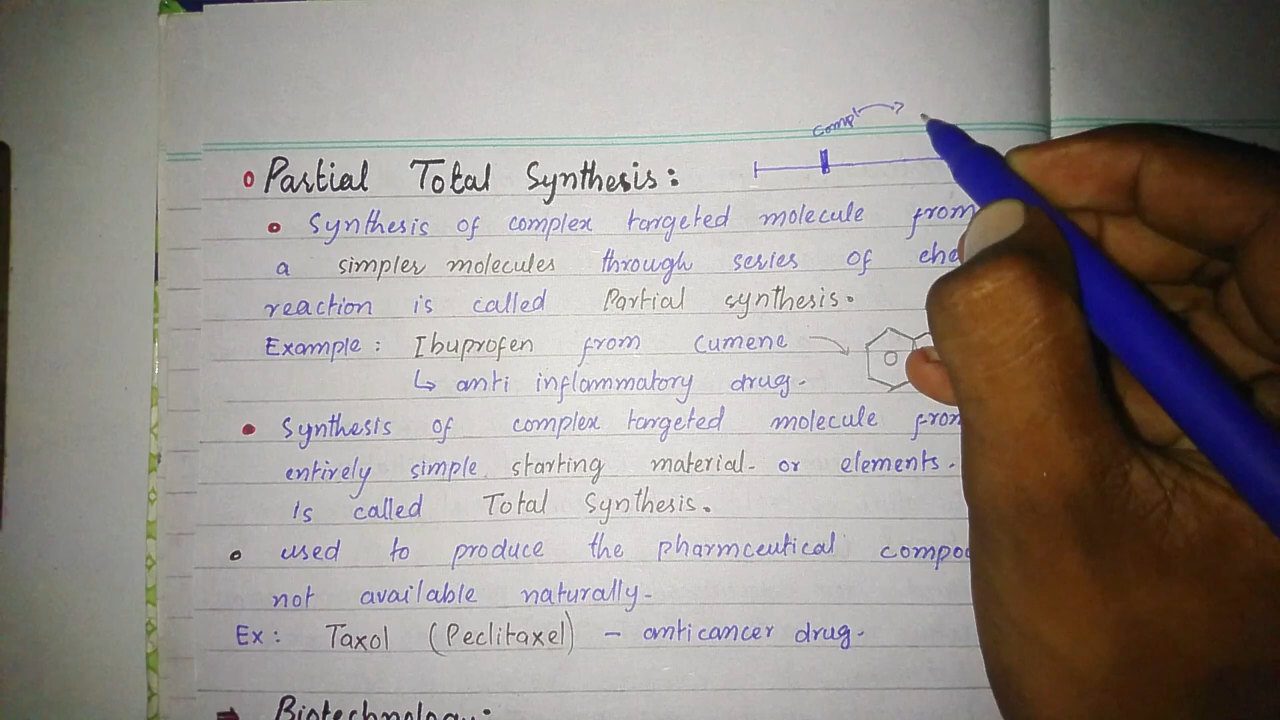 compl
Partial Total Synthesis:
Synthesis of complex targeted molecule from
a simpler molecules through series of che
reaction is called Partial synthesis.
Example: Ibuprofen from Cumene
↳ anti inflammatory drug.
Synthesis of complex targeted molecule from
entirely simple starting material. or elements.
Is called Total Synthesis.
used to produce the pharmceutical compo
not available naturally.
Ex: Taxol (Peclitaxel) – anticancer drug.
⇒ Biotechnology: